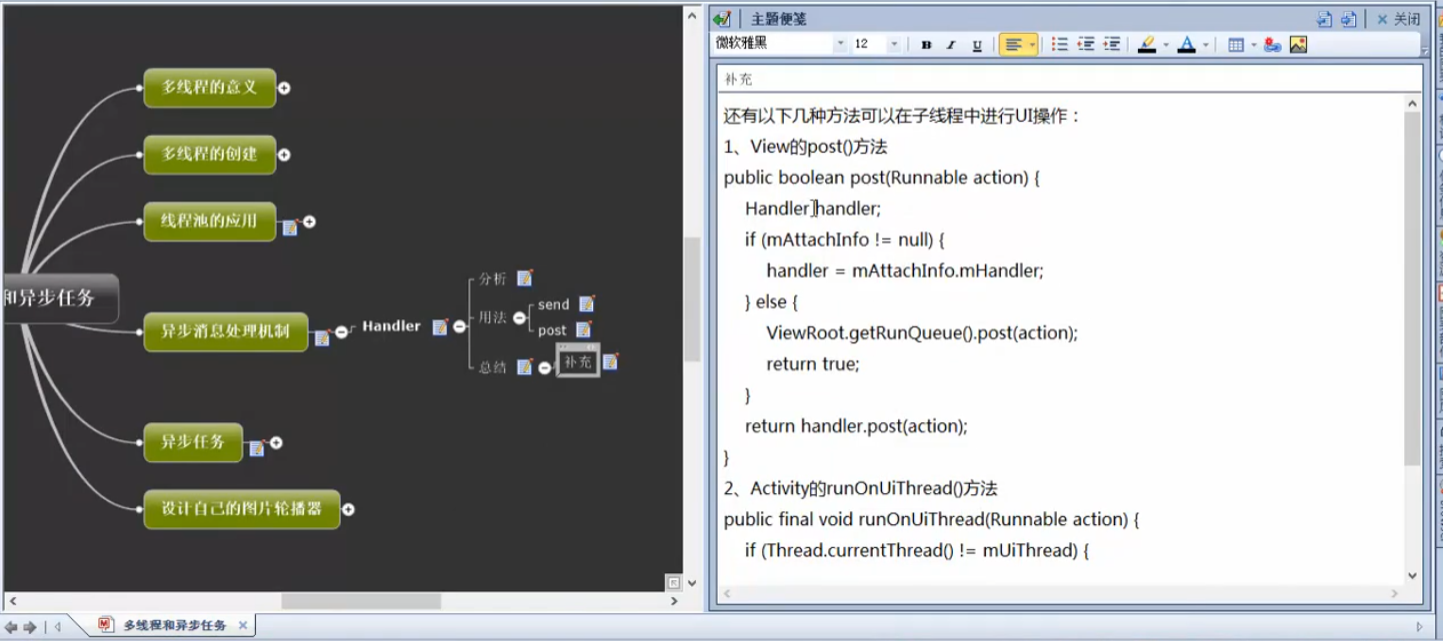 多线程的意义
多线程的创建
线程池的应用
和异步任务
异步消息处理机制
Handler
分析
用法
send
post
总结
补充
异步任务
设计自己的图片轮播器
多线程和异步任务
主题便笺
关闭
微软雅黑
12
B I U
补充
还有以下几种方法可以在子线程中进行UI操作：
1、View的post()方法
public boolean post(Runnable action) {
Handler handler;
if (mAttachInfo != null) {
handler = mAttachInfo.mHandler;
} else {
ViewRoot.getRunQueue().post(action);
return true;
}
return handler.post(action);
}
2、Activity的runOnUiThread()方法
public final void runOnUiThread(Runnable action) {
if (Thread.currentThread() != mUiThread) {